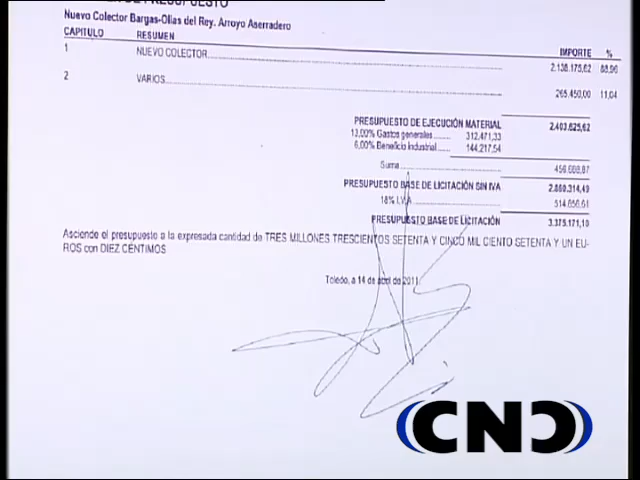 PRESUPUESTO
Nuevo Colector Bargas-Olías del Rey. Arroyo Aserradero
CAPITULO RESUMEN IMPORTE %
1 NUEVO COLECTOR 2.138.175,62 88,96
2 VARIOS 265.450,00 11,04
PRESUPUESTO DE EJECUCIÓN MATERIAL 2.403.625,62
13,00% Gastos generales 312.471,33
6,00% Beneficio industrial 144.217,54
Suma 456.688,87
PRESUPUESTO BASE DE LICITACIÓN SIN IVA 2.860.314,49
18% I.V.A 514.856,61
PRESUPUESTO BASE DE LICITACIÓN 3.375.171,10
Asciende el presupuesto a la expresada cantidad de TRES MILLONES TRESCIENTOS SETENTA Y CINCO MIL CIENTO SETENTA Y UN EU-
ROS con DIEZ CÉNTIMOS
Toledo, a 14 de abril de 2011
CNC